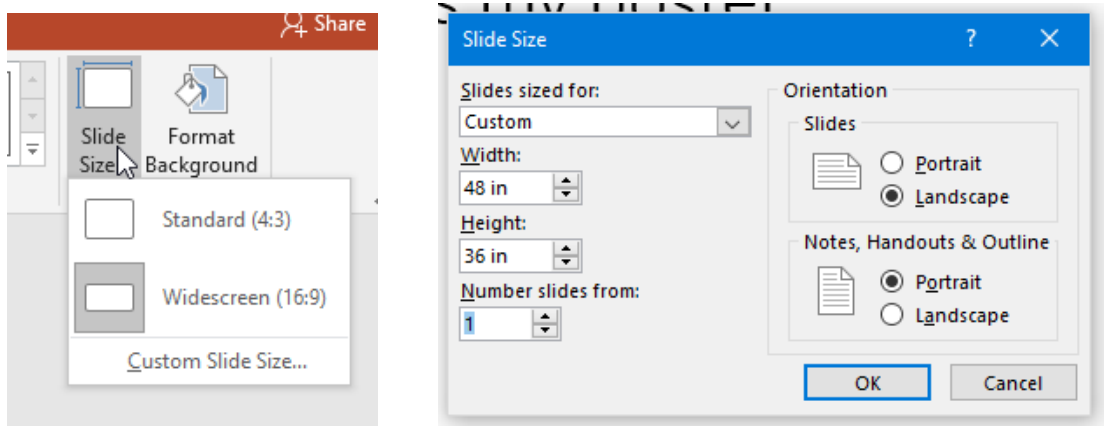 Share
Slide
Size
Format
Background
Standard (4:3)
Widescreen (16:9)
Custom Slide Size...
s my poster
Slide Size ? ×
Slides sized for:
Custom
Width:
48 in
Height:
36 in
Number slides from:
1
Orientation
Slides
Portrait
Landscape
Notes, Handouts & Outline
Portrait
Landscape
OK
Cancel